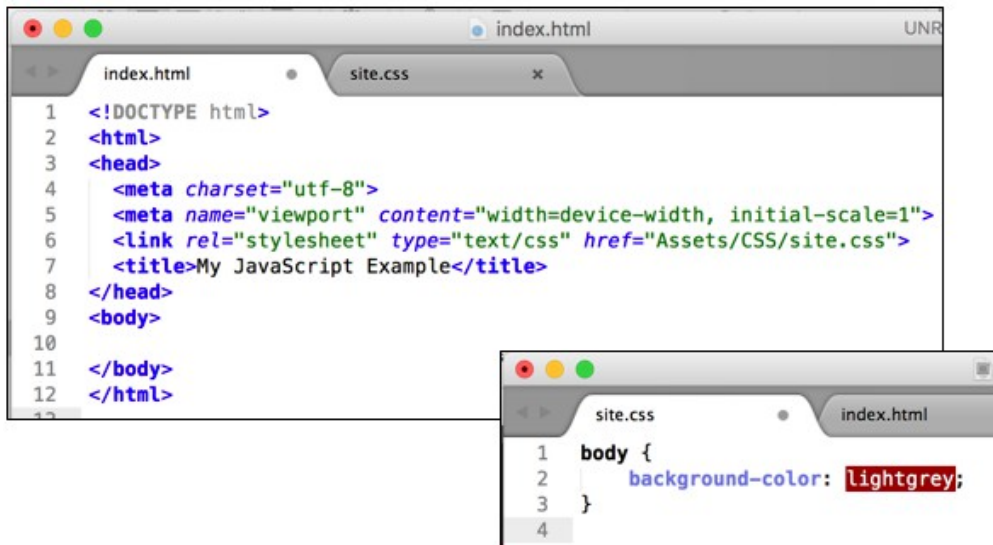 index.html
UNR
index.html site.css
1 <!DOCTYPE html>
2 <html>
3 <head>
4 <meta charset="utf-8">
5 <meta name="viewport" content="width=device-width, initial-scale=1">
6 <link rel="stylesheet" type="text/css" href="Assets/CSS/site.css">
7 <title>My JavaScript Example</title>
8 </head>
9 <body>
10
11 </body>
12 </html>
site.css index.html
1 body {
2 background-color: lightgrey;
3 }
4